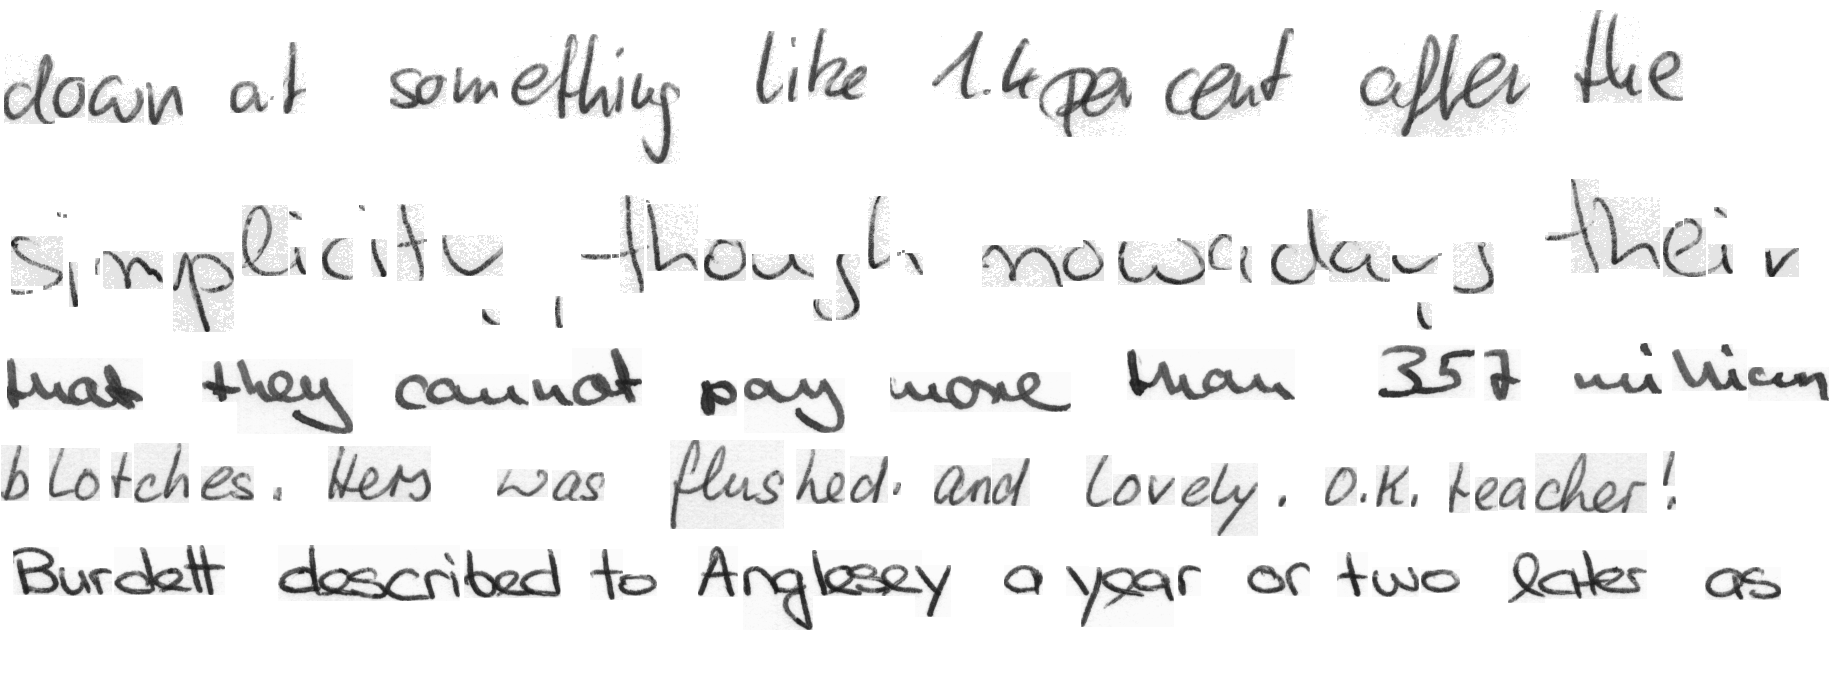 down at something like 1.4 per cent after the
simplicity, though nowadays their
that they cannot pay more than 357 million
blotches. Hers was flushed. and lovely. O.K. teacher!
Burdett described to Anglesey a year or two later as